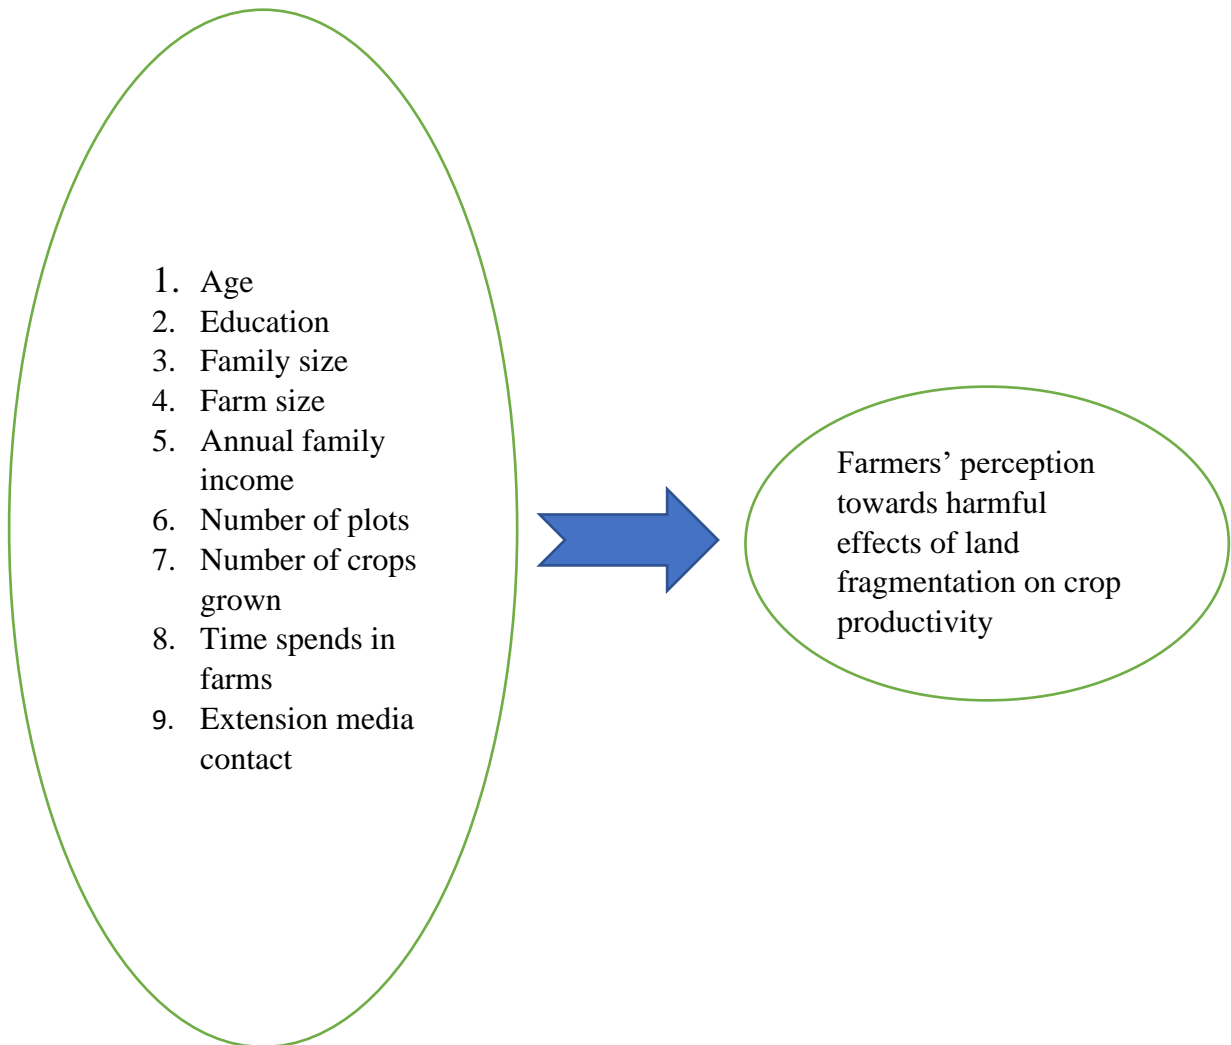 1. Age
2. Education
3. Family size
4. Farm size
5. Annual family
income
6. Number of plots
7. Number of crops
grown
8. Time spends in
farms
9. Extension media
contact
Farmers’ perception
towards harmful
effects of land
fragmentation on crop
productivity